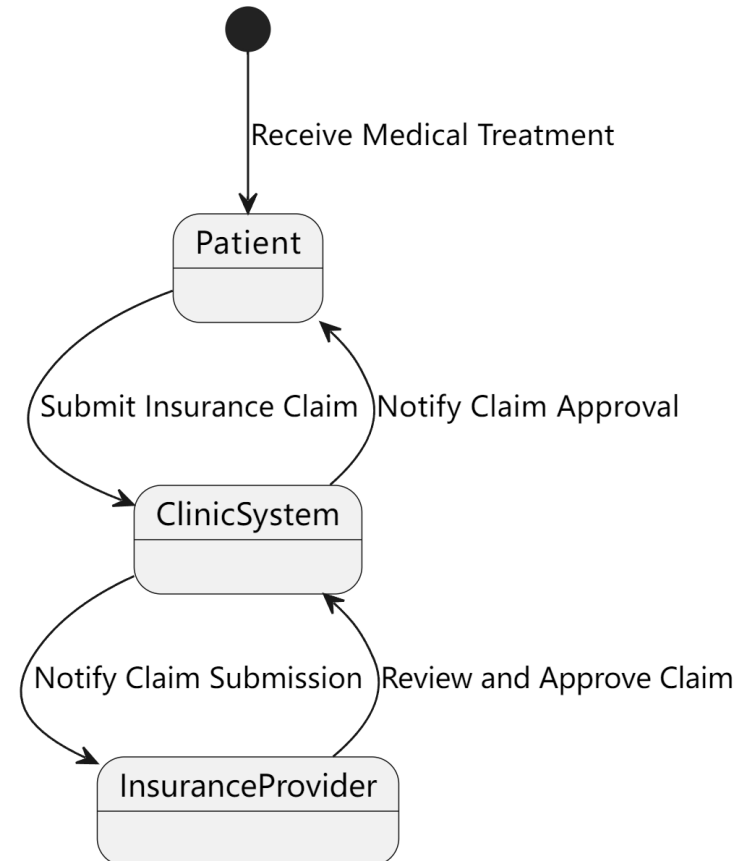 Receive Medical Treatment
Patient
Submit Insurance Claim
Notify Claim Approval
ClinicSystem
Notify Claim Submission
Review and Approve Claim
InsuranceProvider